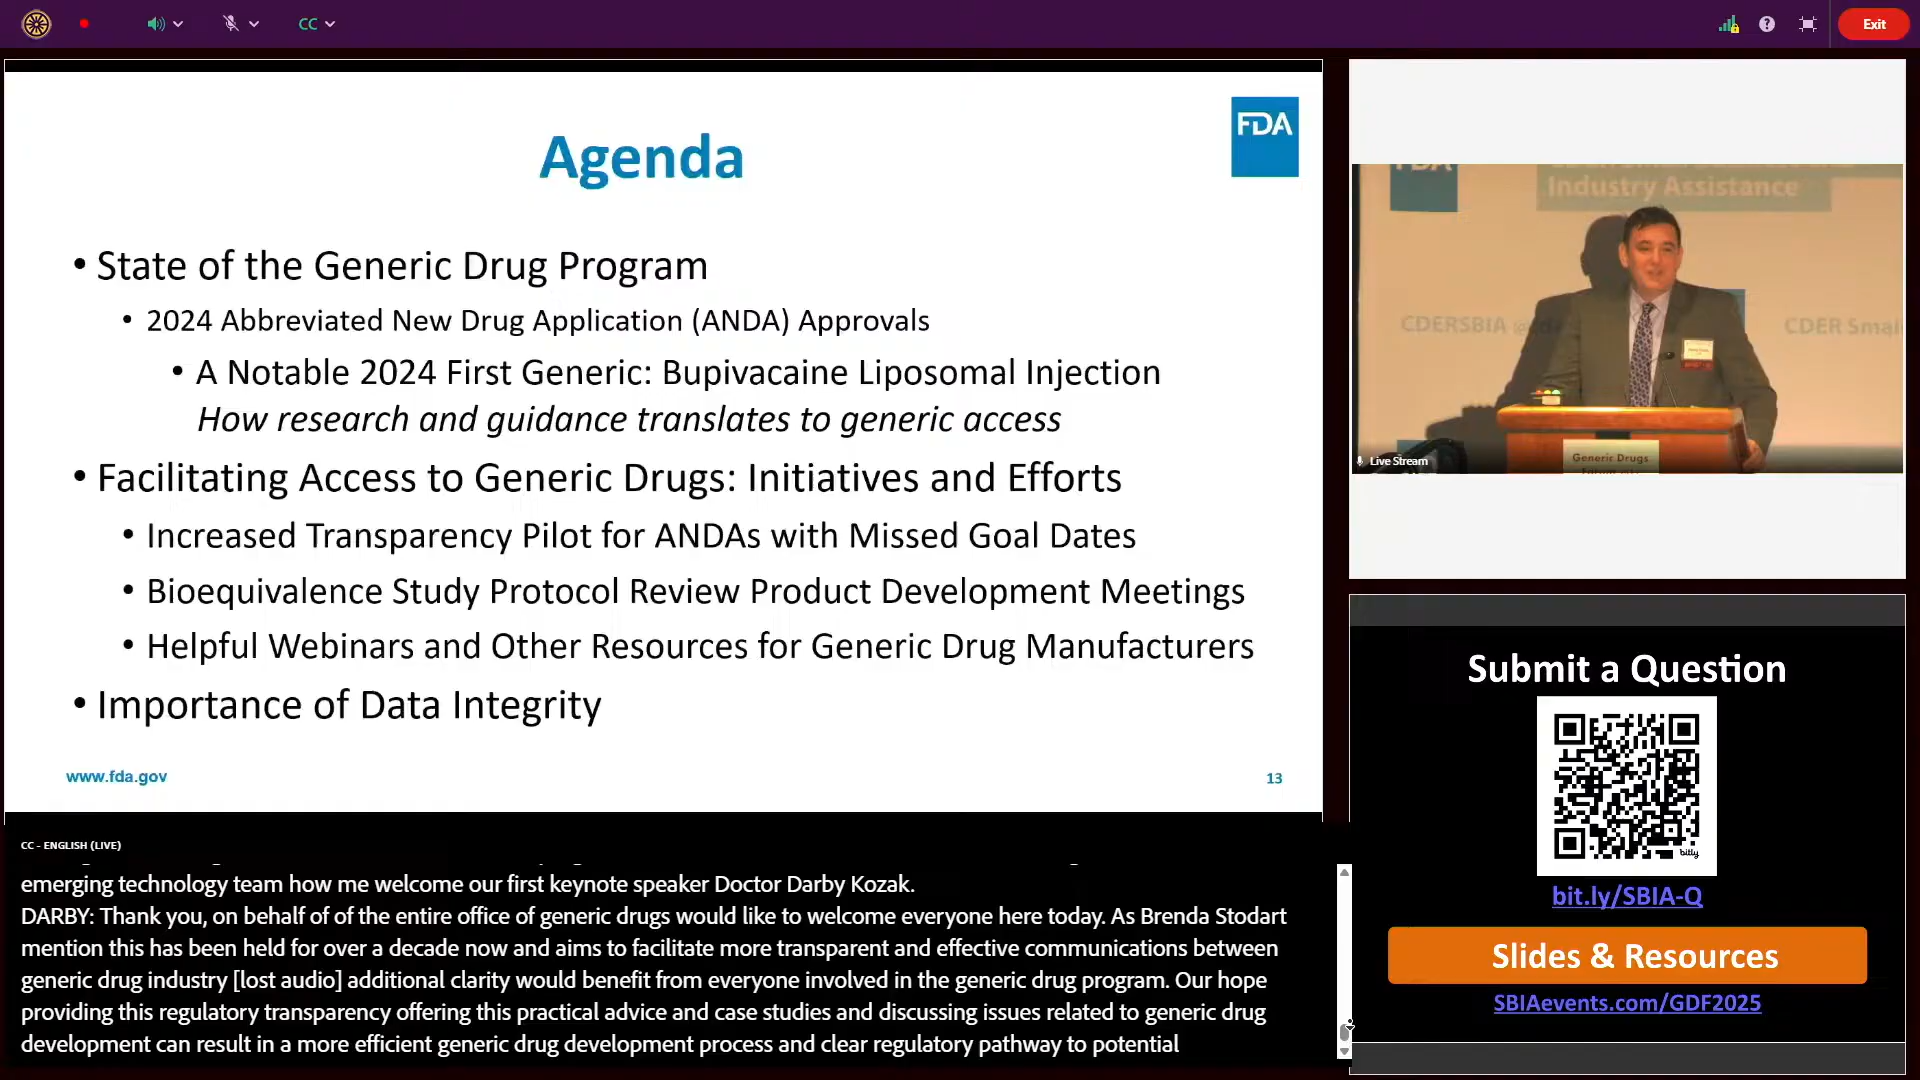 CC
Exit
FDA
Agenda
• State of the Generic Drug Program
• 2024 Abbreviated New Drug Application (ANDA) Approvals
• A Notable 2024 First Generic: Bupivacaine Liposomal Injection
How research and guidance translates to generic access
• Facilitating Access to Generic Drugs: Initiatives and Efforts
• Increased Transparency Pilot for ANDAs with Missed Goal Dates
• Bioequivalence Study Protocol Review Product Development Meetings
• Helpful Webinars and Other Resources for Generic Drug Manufacturers
• Importance of Data Integrity
www.fda.gov
13
CC - ENGLISH (LIVE)
emerging technology team how me welcome our first keynote speaker Doctor Darby Kozak.
DARBY: Thank you, on behalf of of the entire office of generic drugs would like to welcome everyone here today. As Brenda Stodart
mention this has been held for over a decade now and aims to facilitate more transparent and effective communications between
generic drug industry [lost audio] additional clarity would benefit from everyone involved in the generic drug program. Our hope
providing this regulatory transparency offering this practical advice and case studies and discussing issues related to generic drug
development can result in a more efficient generic drug development process and clear regulatory pathway to potential
FDA
Industry Assistance
CDERSBIA
CDER Smal
Generic Drugs
Live Stream
Submit a Question
bitly
bit.ly/SBIA-Q
Slides & Resources
SBIAevents.com/GDF2025